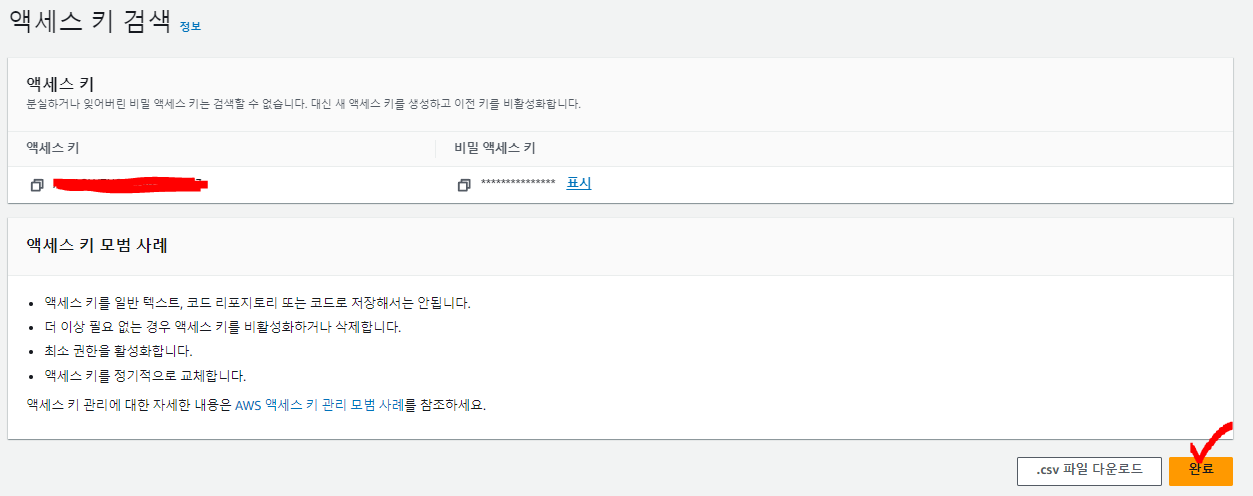 액세스 키 검색 정보
액세스 키
분실하거나 잊어버린 비밀 액세스 키는 검색할 수 없습니다. 대신 새 액세스 키를 생성하고 이전 키를 비활성화합니다.
액세스 키 비밀 액세스 키
*************** 표시
액세스 키 모범 사례
• 액세스 키를 일반 텍스트, 코드 리포지토리 또는 코드로 저장해서는 안됩니다.
• 더 이상 필요 없는 경우 액세스 키를 비활성화하거나 삭제합니다.
• 최소 권한을 활성화합니다.
• 액세스 키를 정기적으로 교체합니다.
액세스 키 관리에 대한 자세한 내용은 AWS 액세스 키 관리 모범 사례를 참조하세요.
.csv 파일 다운로드 완료